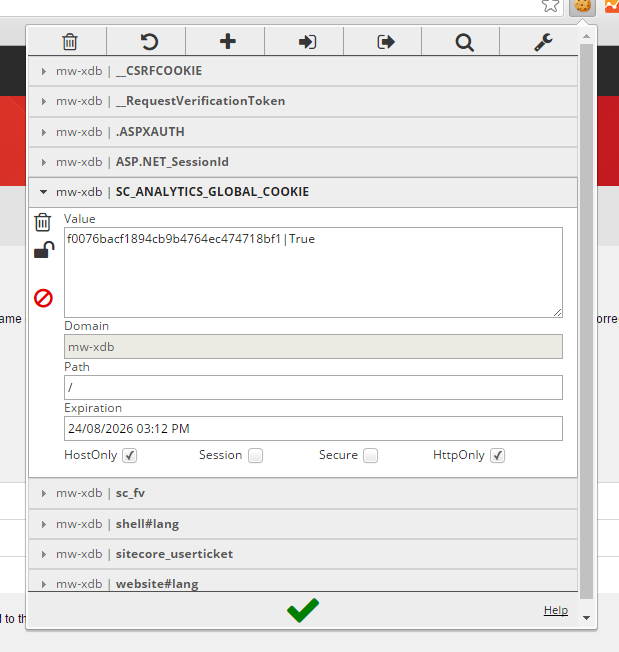 mw-xdb | __CSRFCOOKIE
mw-xdb | __RequestVerificationToken
mw-xdb | .ASPXAUTH
mw-xdb | ASP.NET_SessionId
mw-xdb | SC_ANALYTICS_GLOBAL_COOKIE
Value
f0076bacf1894cb9b4764ec474718bf1|True
ame
orre
Domain
mw-xdb
Path
/
Expiration
24/08/2026 03:12 PM
HostOnly Session Secure HttpOnly
mw-xdb | sc_fv
mw-xdb | shell#lang
mw-xdb | sitecore_userticket
mw-xdb | website#lang
Help
l to th